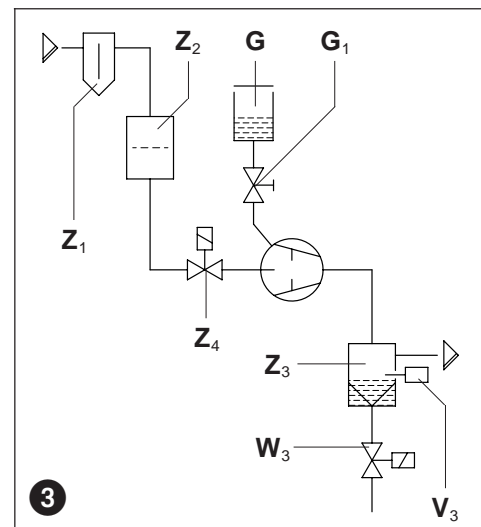 Z₂ G G₁
Z₁
Z₄
Z₃
W₃
3 V₃